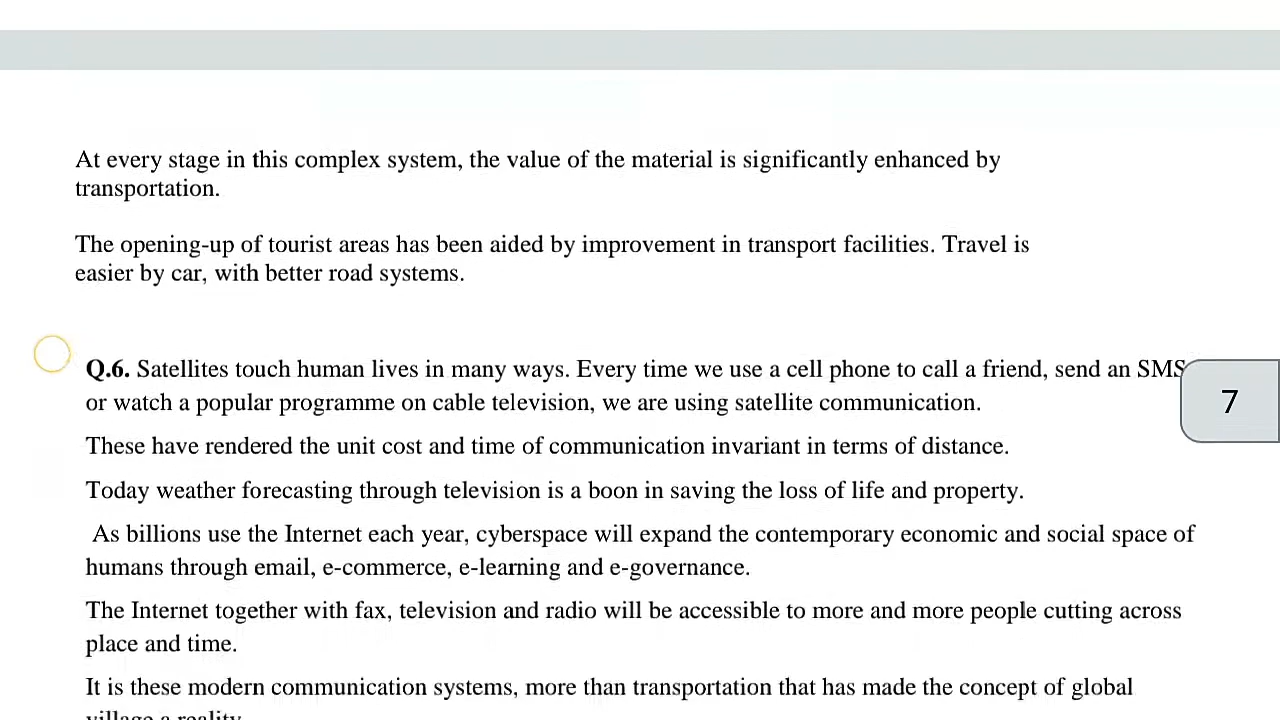 At every stage in this complex system, the value of the material is significantly enhanced by
transportation.
The opening-up of tourist areas has been aided by improvement in transport facilities. Travel is
easier by car, with better road systems.
Q.6. Satellites touch human lives in many ways. Every time we use a cell phone to call a friend, send an SMS
or watch a popular programme on cable television, we are using satellite communication.
7
These have rendered the unit cost and time of communication invariant in terms of distance.
Today weather forecasting through television is a boon in saving the loss of life and property.
As billions use the Internet each year, cyberspace will expand the contemporary economic and social space of
humans through email, e-commerce, e-learning and e-governance.
The Internet together with fax, television and radio will be accessible to more and more people cutting across
place and time.
It is these modern communication systems, more than transportation that has made the concept of global
village a reality.